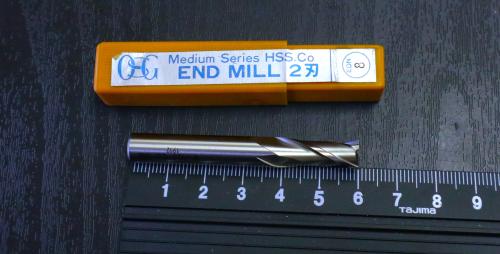 OSG
Medium Series HSS.Co
END MILL 2刃
8
1 2 3 4 5 6 7 8 9
TAJIMA